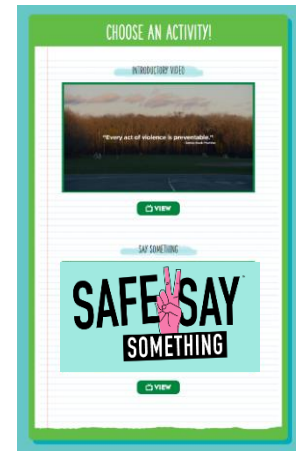 CHOOSE AN ACTIVITY!
INTRODUCTORY VIDEO
"Every act of violence is preventable."
VIEW
SAY SOMETHING
SAFE SAY
SOMETHING
VIEW